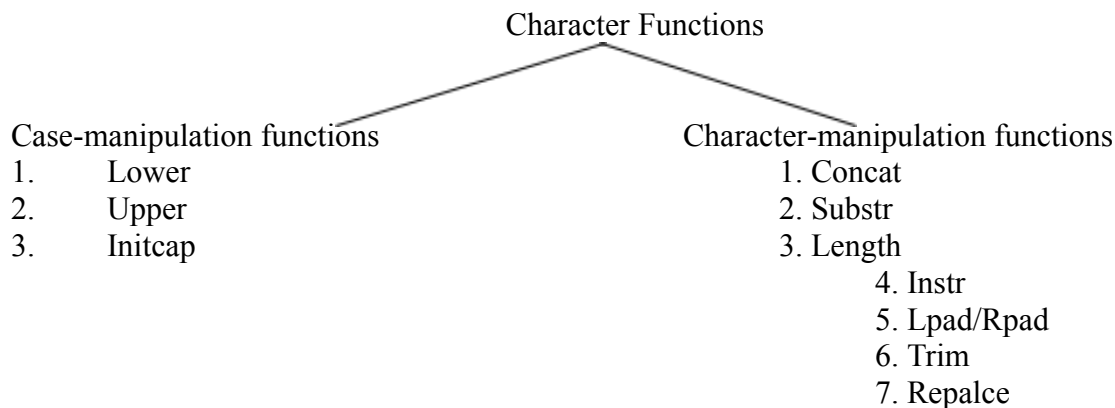 Character Functions
Case-manipulation functions
1. Lower
2. Upper
3. Initcap
Character-manipulation functions
1. Concat
2. Substr
3. Length
4. Instr
5. Lpad/Rpad
6. Trim
7. Repalce